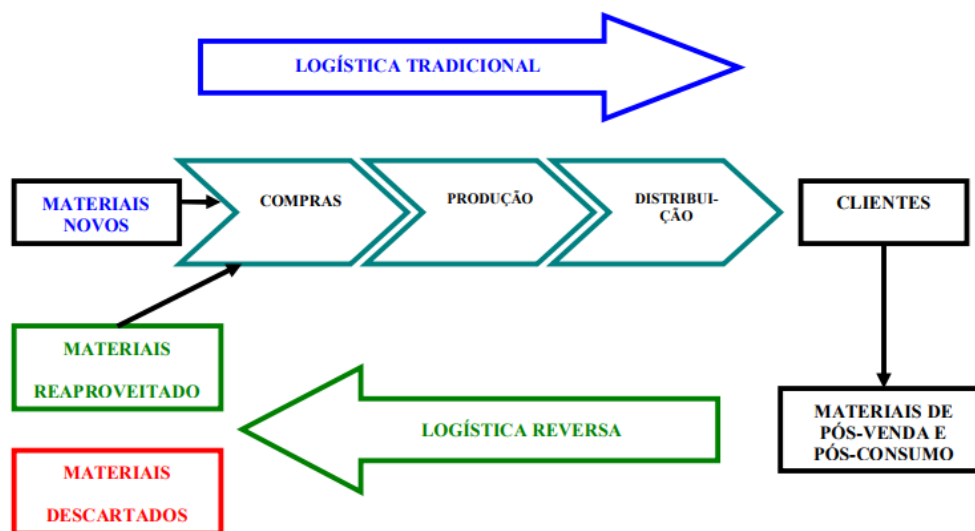 LOGÍSTICA TRADICIONAL
MATERIAIS
NOVOS
COMPRAS
PRODUÇÃO
DISTRIBUI-
ÇÃO
CLIENTES
MATERIAIS
REAPROVEITADO
LOGÍSTICA REVERSA
MATERIAIS DE
PÓS-VENDA E
PÓS-CONSUMO
MATERIAIS
DESCARTADOS